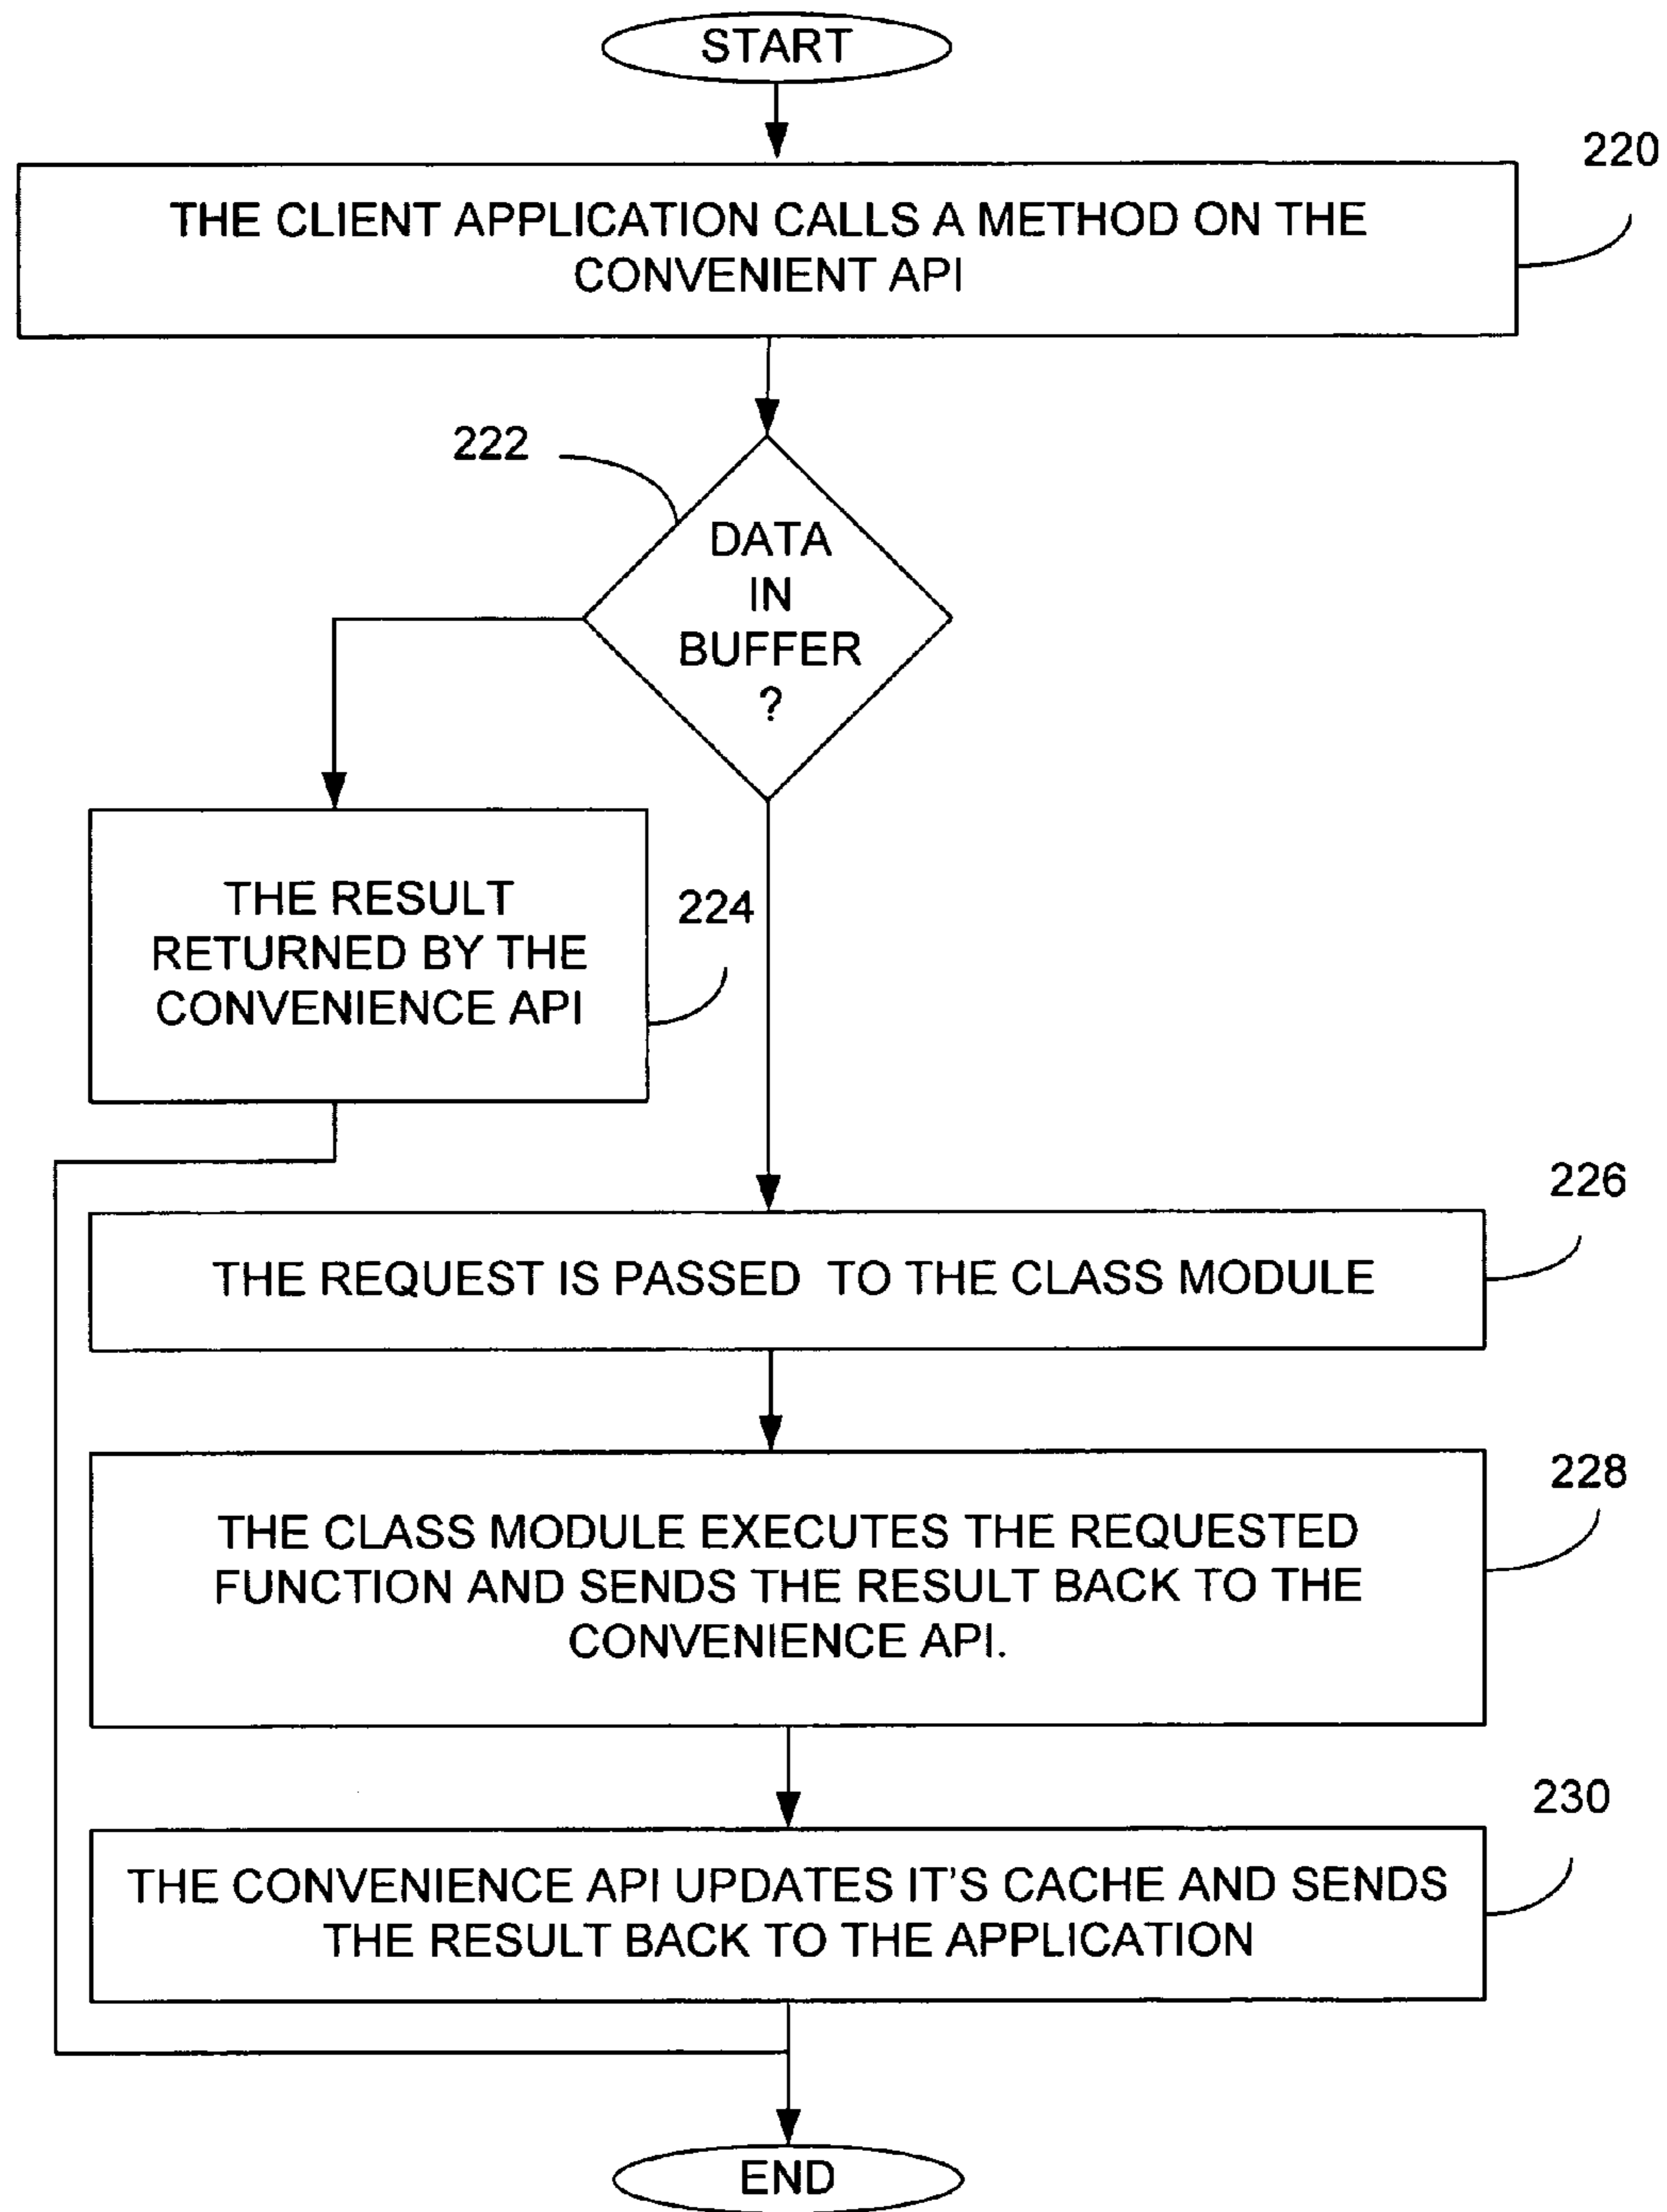 START
220
THE CLIENT APPLICATION CALLS A METHOD ON THE
CONVENIENT API
222
DATA
IN
BUFFER
?
THE RESULT
RETURNED BY THE
CONVENIENCE API
224
226
THE REQUEST IS PASSED TO THE CLASS MODULE
228
THE CLASS MODULE EXECUTES THE REQUESTED
FUNCTION AND SENDS THE RESULT BACK TO THE
CONVENIENCE API.
230
THE CONVENIENCE API UPDATES IT'S CACHE AND SENDS
THE RESULT BACK TO THE APPLICATION
END